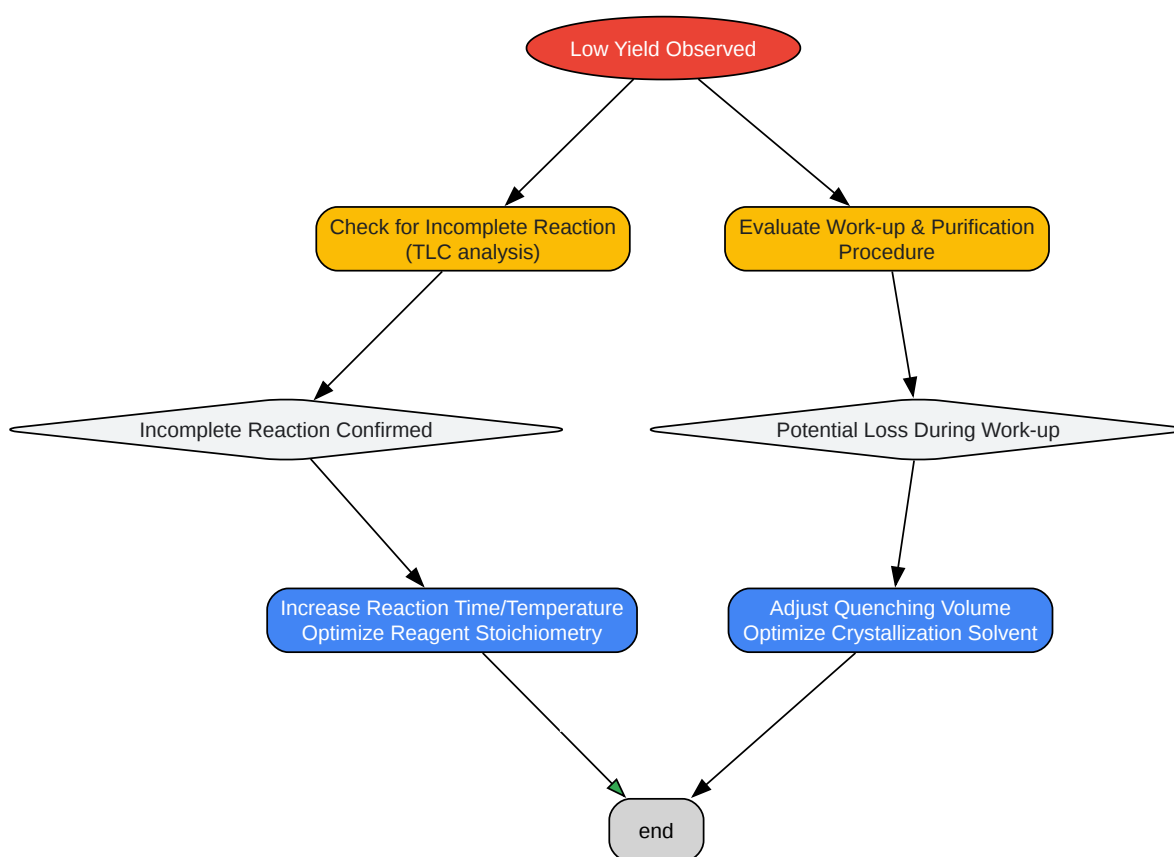 Low Yield Observed
Check for Incomplete Reaction
(TLC analysis)
Evaluate Work-up & Purification
Procedure
Incomplete Reaction Confirmed
Potential Loss During Work-up
Increase Reaction Time/Temperature
Optimize Reagent Stoichiometry
Adjust Quenching Volume
Optimize Crystallization Solvent
end